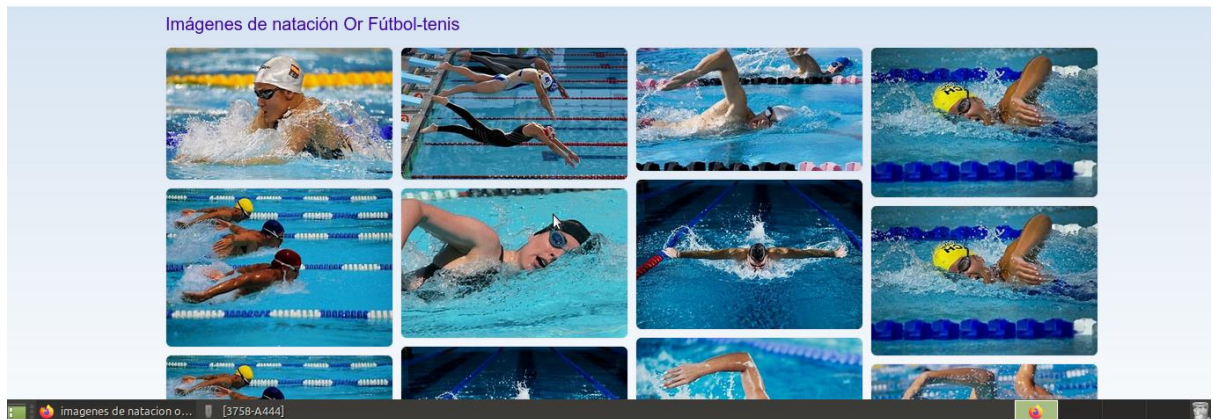 Imágenes de natación Or Fútbol-tenis
imagenes de natacion o...
[3758-A444]